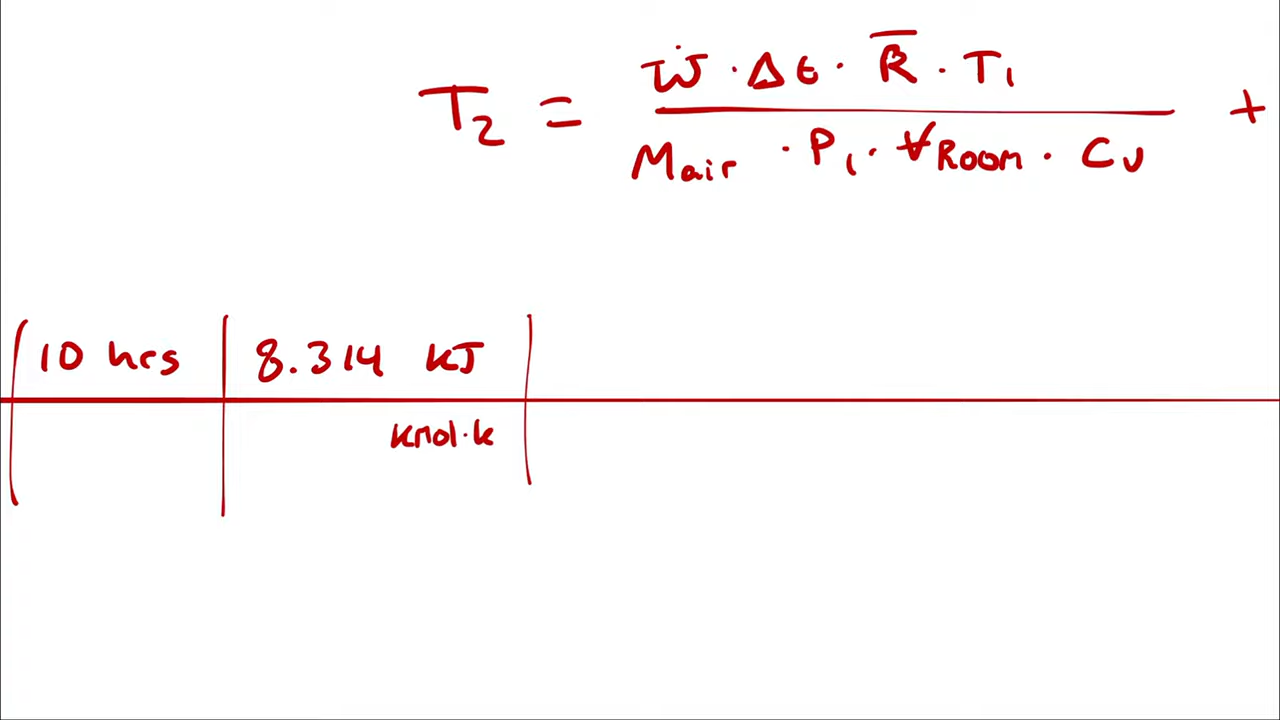 Ẇ · Δt · R̅ · T₁
T₂ = ───────── +
Mair · P₁ · V̶Room · Cv
10 hrs | 8.314 kJ
kmol·k